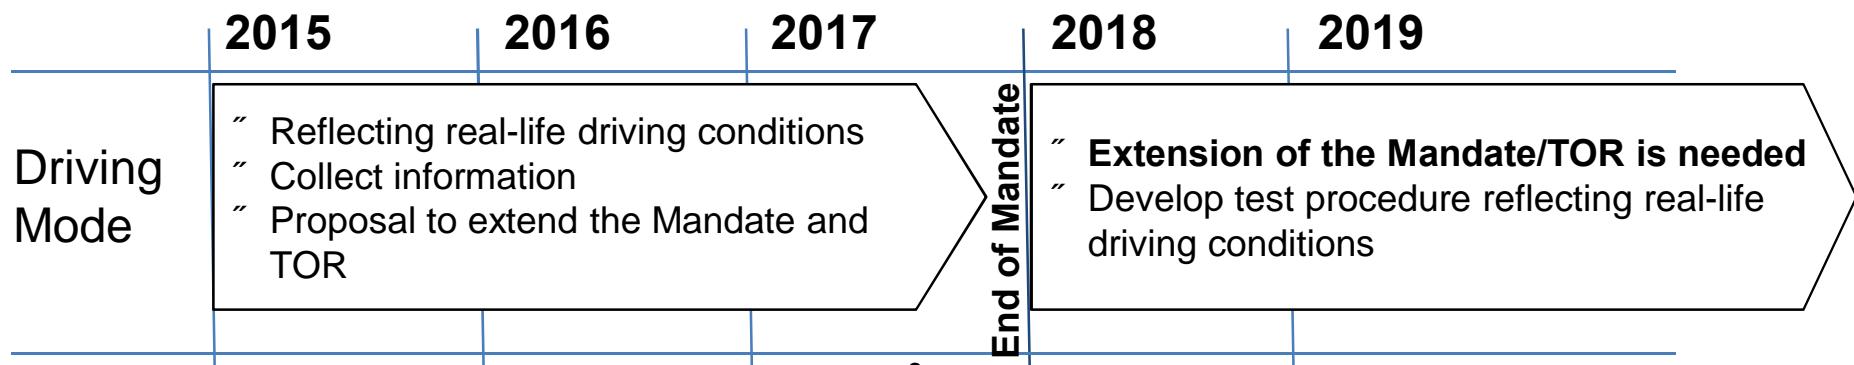 2015 2016 2017 2018 2019
Driving
Mode
˝ Reflecting real-life driving conditions
˝ Collect information
˝ Proposal to extend the Mandate and
TOR
End of Mandate
˝ Extension of the Mandate/TOR is needed
˝ Develop test procedure reflecting real-life
driving conditions